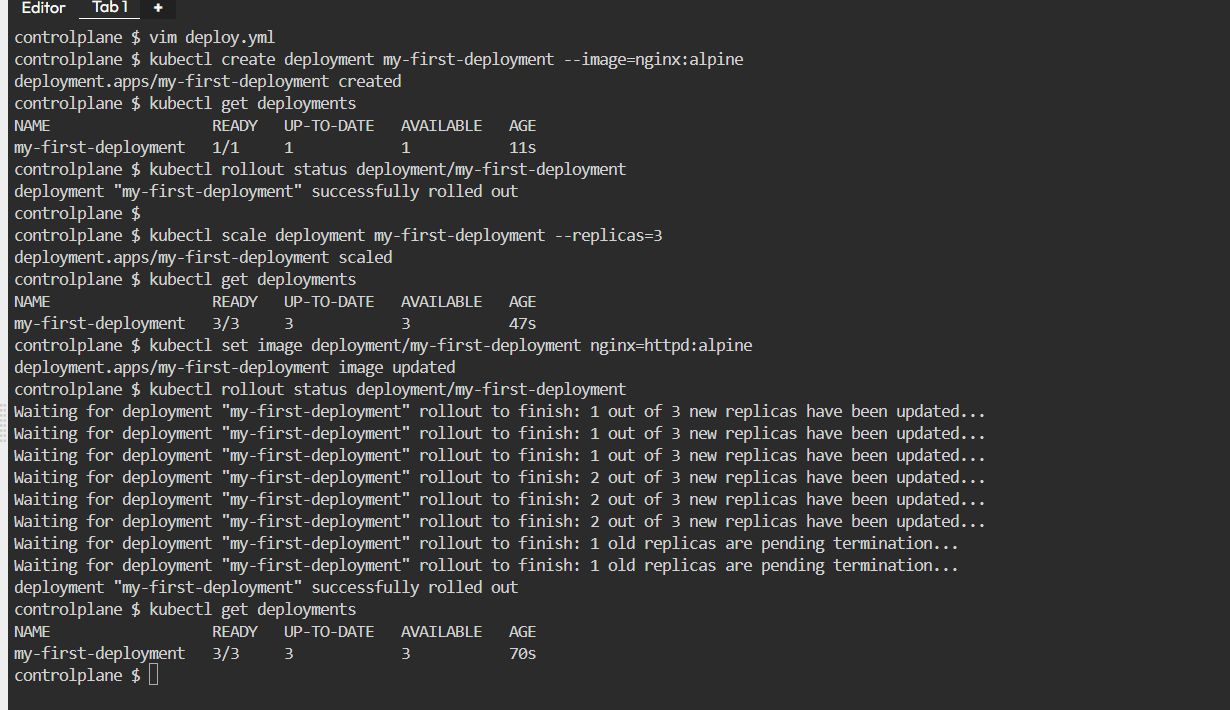 Editor Tab 1 +
controlplane $ vim deploy.yml
controlplane $ kubectl create deployment my-first-deployment --image=nginx:alpine
deployment.apps/my-first-deployment created
controlplane $ kubectl get deployments
NAME READY UP-TO-DATE AVAILABLE AGE
my-first-deployment 1/1 1 1 11s
controlplane $ kubectl rollout status deployment/my-first-deployment
deployment "my-first-deployment" successfully rolled out
controlplane $
controlplane $ kubectl scale deployment my-first-deployment --replicas=3
deployment.apps/my-first-deployment scaled
controlplane $ kubectl get deployments
NAME READY UP-TO-DATE AVAILABLE AGE
my-first-deployment 3/3 3 3 47s
controlplane $ kubectl set image deployment/my-first-deployment nginx=httpd:alpine
deployment.apps/my-first-deployment image updated
controlplane $ kubectl rollout status deployment/my-first-deployment
Waiting for deployment "my-first-deployment" rollout to finish: 1 out of 3 new replicas have been updated...
Waiting for deployment "my-first-deployment" rollout to finish: 1 out of 3 new replicas have been updated...
Waiting for deployment "my-first-deployment" rollout to finish: 1 out of 3 new replicas have been updated...
Waiting for deployment "my-first-deployment" rollout to finish: 2 out of 3 new replicas have been updated...
Waiting for deployment "my-first-deployment" rollout to finish: 2 out of 3 new replicas have been updated...
Waiting for deployment "my-first-deployment" rollout to finish: 2 out of 3 new replicas have been updated...
Waiting for deployment "my-first-deployment" rollout to finish: 1 old replicas are pending termination...
Waiting for deployment "my-first-deployment" rollout to finish: 1 old replicas are pending termination...
deployment "my-first-deployment" successfully rolled out
controlplane $ kubectl get deployments
NAME READY UP-TO-DATE AVAILABLE AGE
my-first-deployment 3/3 3 3 70s
controlplane $